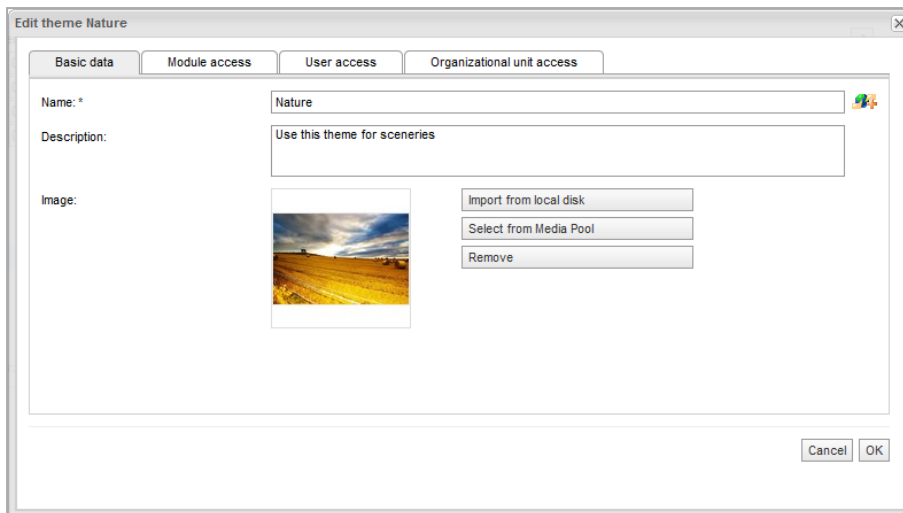 Edit theme Nature
Basic data Module access User access Organizational unit access
Name: * Nature
Description: Use this theme for sceneries
Image: Import from local disk
Select from Media Pool
Remove
Cancel OK